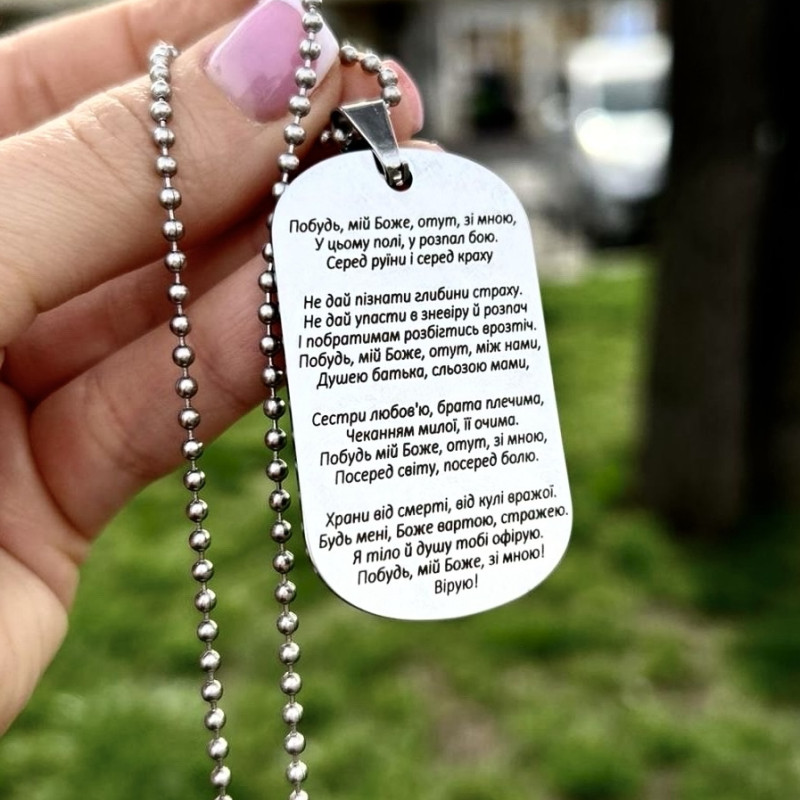 Побудь, мій Боже, отут, зі мною,
У цьому полі, у розпал бою.
Серед руїни і серед краху
Не дай пізнати глибини страху.
Не дай упасти в зневіру й розпач
І побратимам розбігтись врозтіч.
Побудь, мій Боже, отут, між нами,
Душею батька, сльозою мами,
Сестри любов'ю, брата плечима,
Чеканням милої, її очима.
Побудь мій Боже, отут, зі мною,
Посеред світу, посеред болю.
Храни від смерті, від кулі вражої.
Будь мені, Боже вартою, стражею.
Я тіло й душу тобі офірую.
Побудь, мій Боже, зі мною!
Вірую!